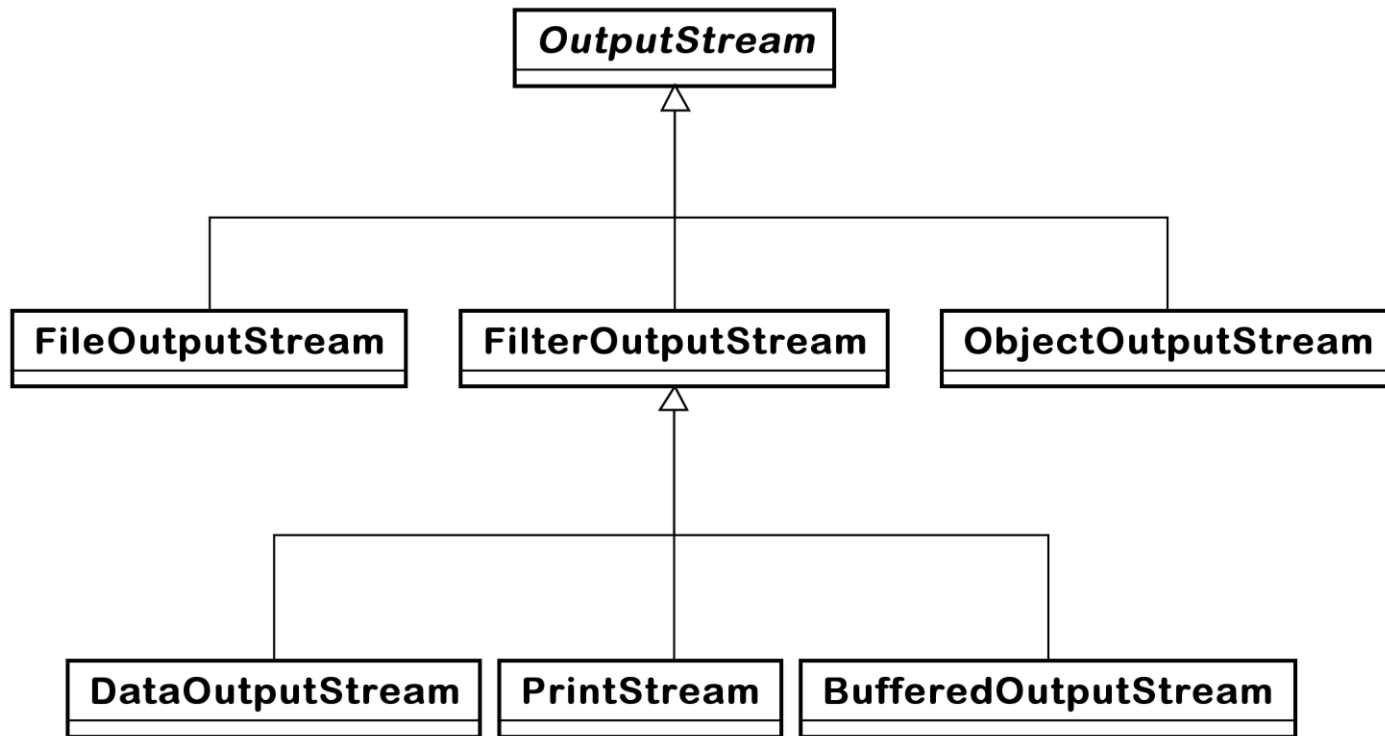 OutputStream
FileOutputStream
FilterOutputStream
ObjectOutputStream
DataOutputStream
PrintStream
BufferedOutputStream